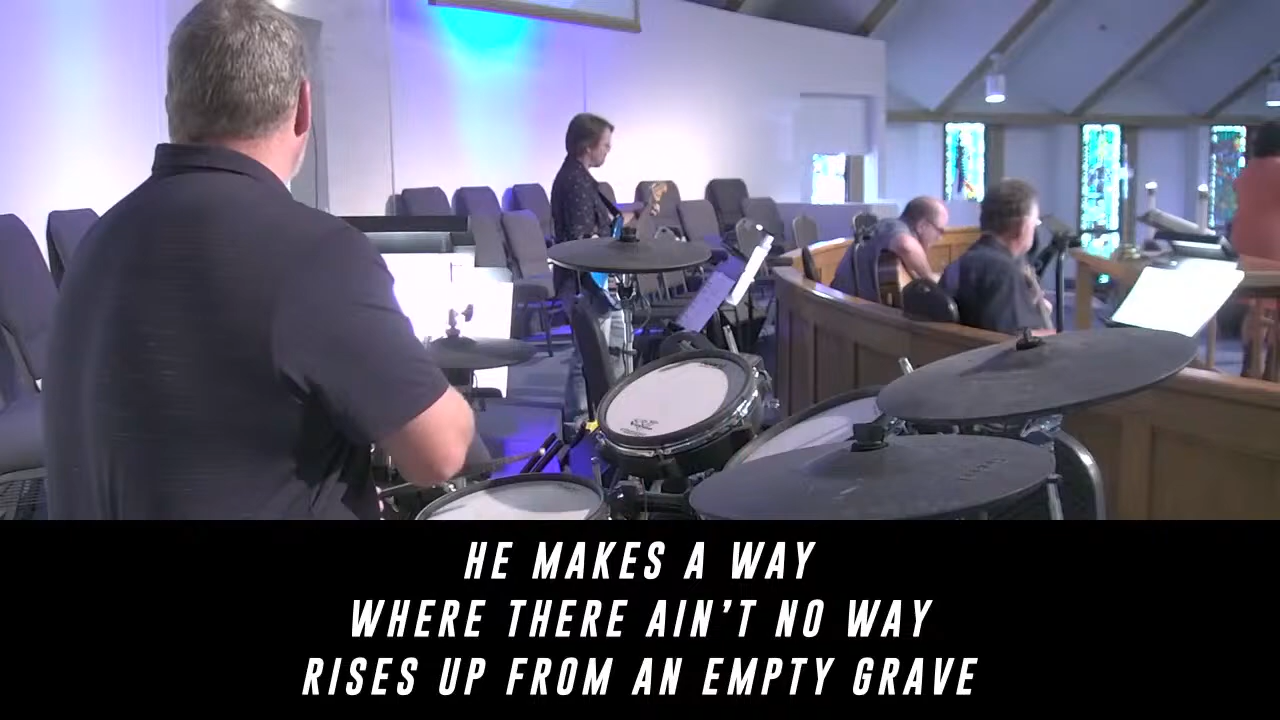 HE MAKES A WAY
WHERE THERE AIN'T NO WAY
RISES UP FROM AN EMPTY GRAVE